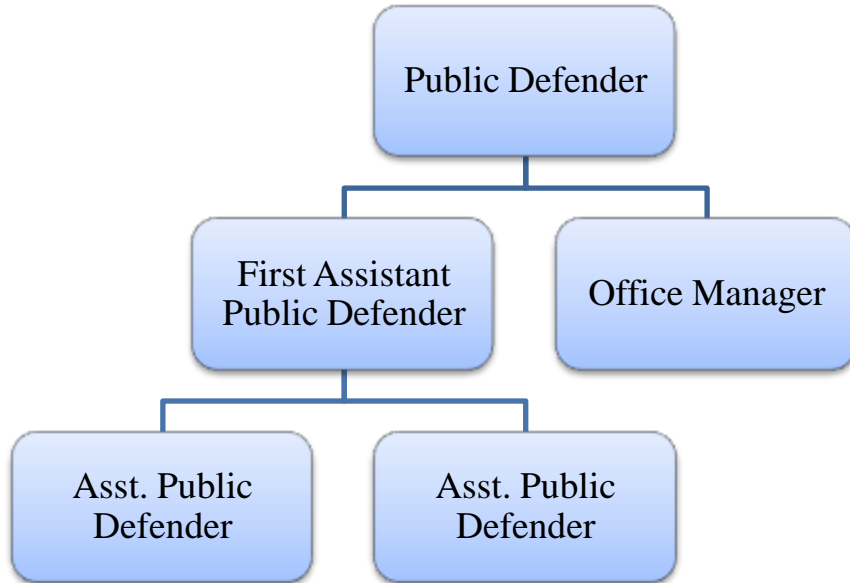 Public Defender
First Assistant
Public Defender
Office Manager
Asst. Public
Defender
Asst. Public
Defender